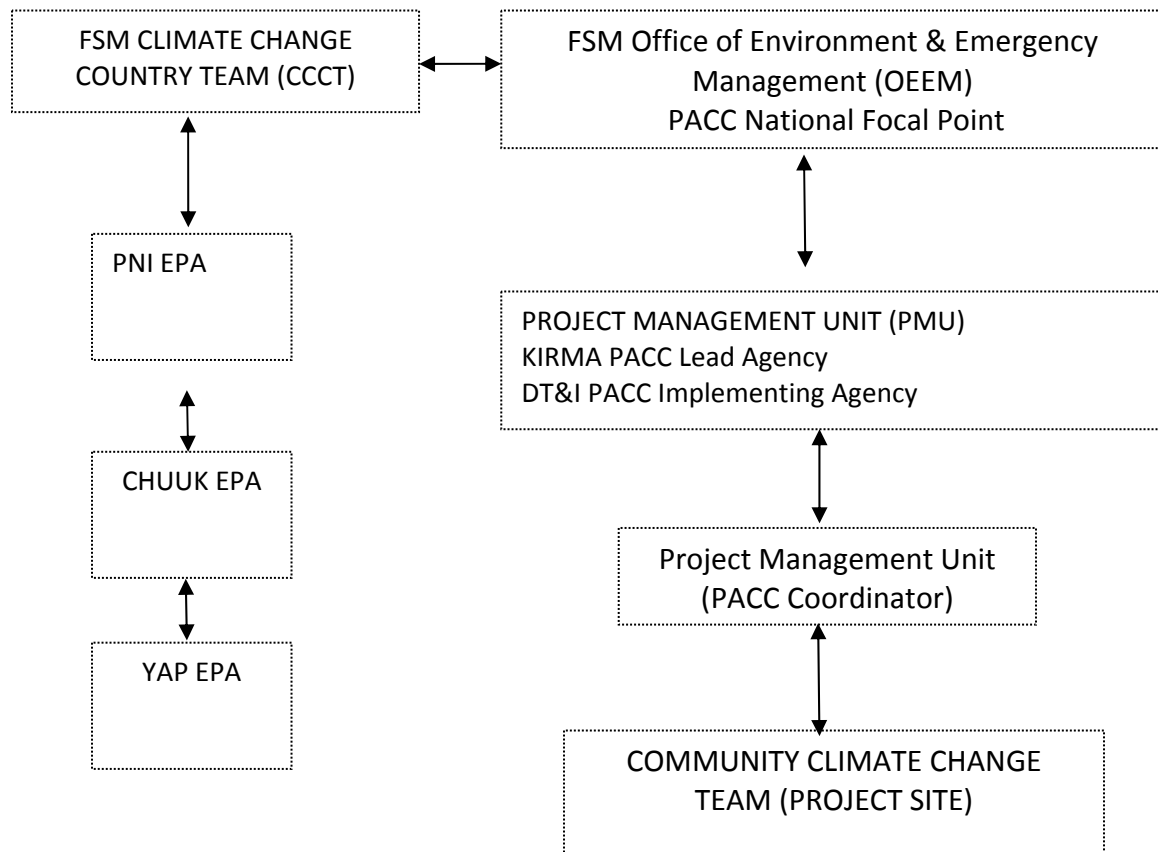 FSM CLIMATE CHANGE
COUNTRY TEAM (CCCT)
FSM Office of Environment & Emergency
Management (OEEM)
PACC National Focal Point
PNI EPA
PROJECT MANAGEMENT UNIT (PMU)
KIRMA PACC Lead Agency
DT&I PACC Implementing Agency
CHUUK EPA
Project Management Unit
(PACC Coordinator)
YAP EPA
COMMUNITY CLIMATE CHANGE
TEAM (PROJECT SITE)